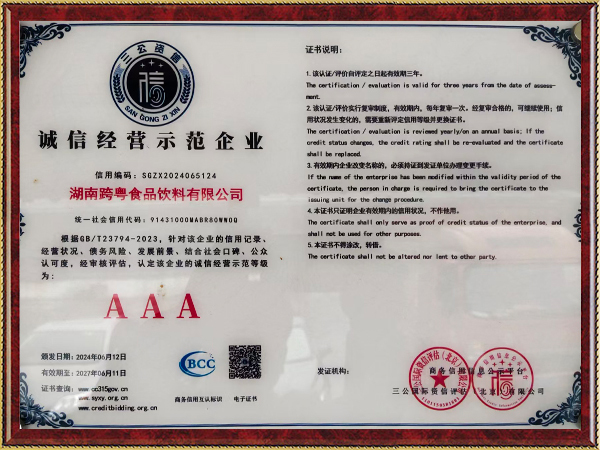 三公资信
SAN GONG ZI XIN
诚信经营示范企业
信用编码：SGZX2024065124
湖南跨粤食品饮料有限公司
统一社会信用代码：91431000MABR80WW0Q
根据GB/T23794-2023，针对该企业的信用记录、
经营状况、债务风险、发展前景、结合社会口碑、公众
认可度，经审核评估，认定该企业的诚信经营示范等级
为：
AAA
颁发日期：2024年06月12日
有效期至：2027年06月11日
证书查询：www.cc315gov.cn
www.syxy.org.cn
www.creditbidding.org.cn
BCC
商务信用互认标识
电子证书
证书说明：
1. 该认证/评价自评定之日起有效期三年。
The certification / evaluation is valid for three years from the date of assess-
ment.
2. 该认证/评价实行复审制度，有效期内，每年复审一次。经复审合格的，可继续使用；信
用状况发生变化的，需要重新评定信用等级并更换证书。
The certification / evaluation is reviewed yearly/on an annual basis; If the
credit status changes, the credit rating shall be re-evaluated and the certificate
shall be replaced.
3. 有效期内企业改变名称的，必须持证到发证单位办理变更手续。
If the name of the enterprise has been modified within the validity period of the
certificate, the person in charge is required to bring the certificate to the
issuing unit for the change procedure.
4. 本证书只证明企业有效期内的信用状况，不作他用。
The certificate shall only serve as proof of credit status of the enterprise, and
shall not be used for other purposes.
5. 本证书不得涂改，转借。
The certificate shall not be altered nor lent to other party.
发证机构：
商务信用信息公示平台
三公国际资信评估（北京）有限公司